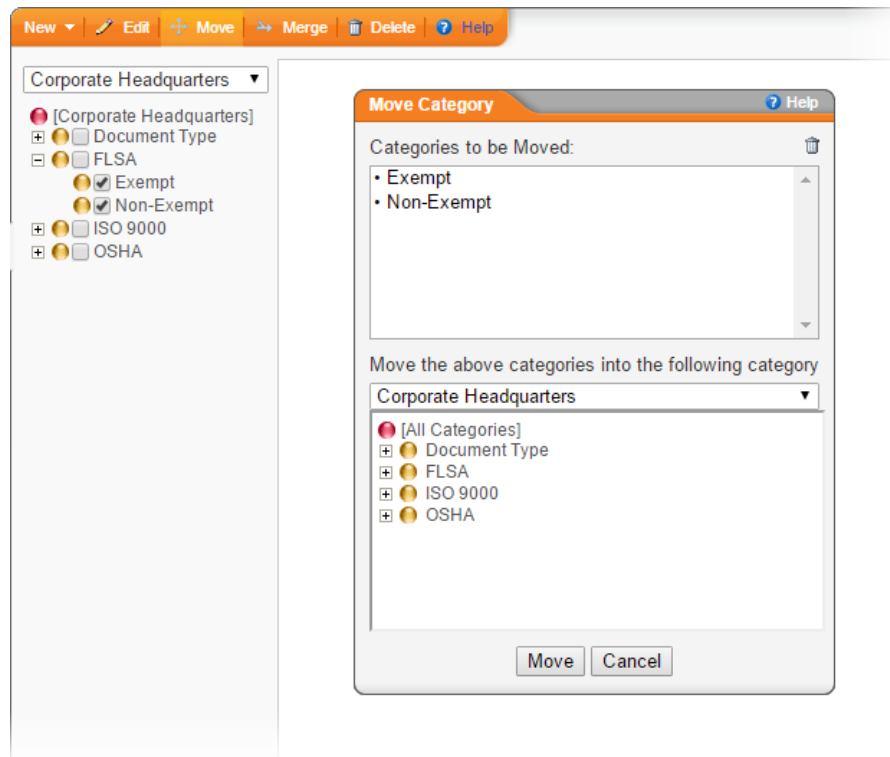 New Edit Move Merge Delete Help
Corporate Headquarters
[Corporate Headquarters]
Document Type
FLSA
Exempt
Non-Exempt
ISO 9000
OSHA
Move Category Help
Categories to be Moved:
• Exempt
• Non-Exempt
Move the above categories into the following category
Corporate Headquarters
[All Categories]
Document Type
FLSA
ISO 9000
OSHA
Move Cancel